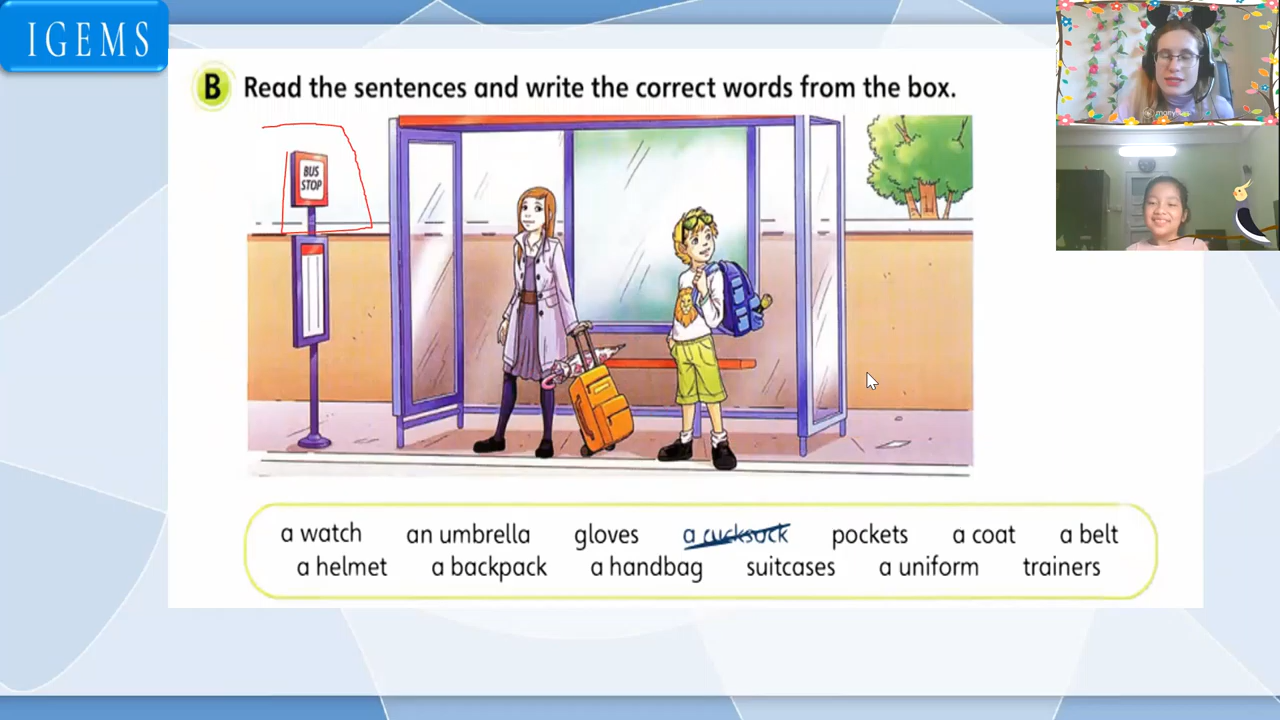 IGEMS
B Read the sentences and write the correct words from the box.
BUS
STOP
a watch an umbrella gloves a rucksack pockets a coat a belt
a helmet a backpack a handbag suitcases a uniform trainers